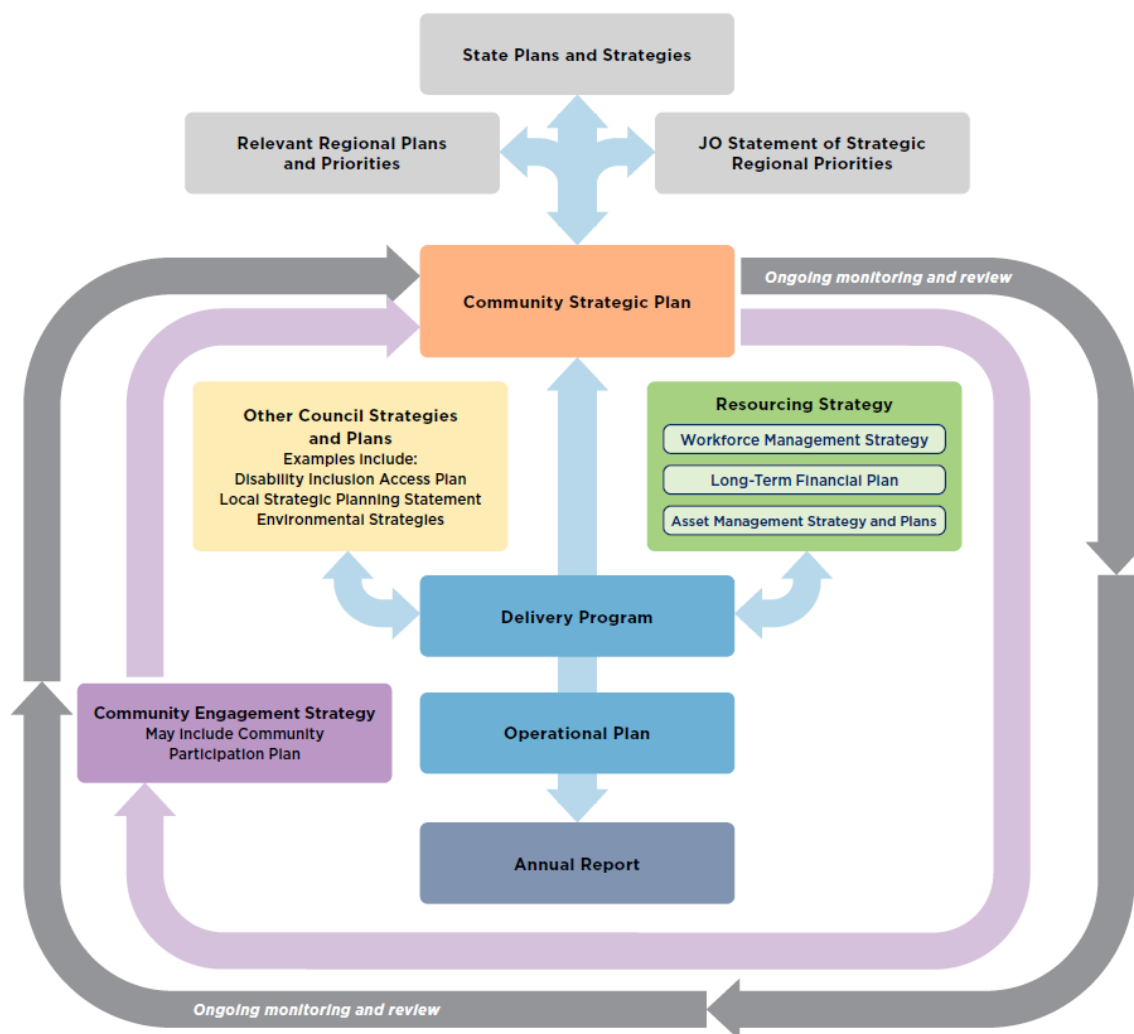 State Plans and Strategies
Relevant Regional Plans
and Priorities
JO Statement of Strategic
Regional Priorities
Community Strategic Plan
Ongoing monitoring and review
Other Council Strategies
and Plans
Examples include:
Disability Inclusion Access Plan
Local Strategic Planning Statement
Environmental Strategies
Resourcing Strategy
Workforce Management Strategy
Long-Term Financial Plan
Asset Management Strategy and Plans
Delivery Program
Community Engagement Strategy
May Include Community
Participation Plan
Operational Plan
Annual Report
Ongoing monitoring and review